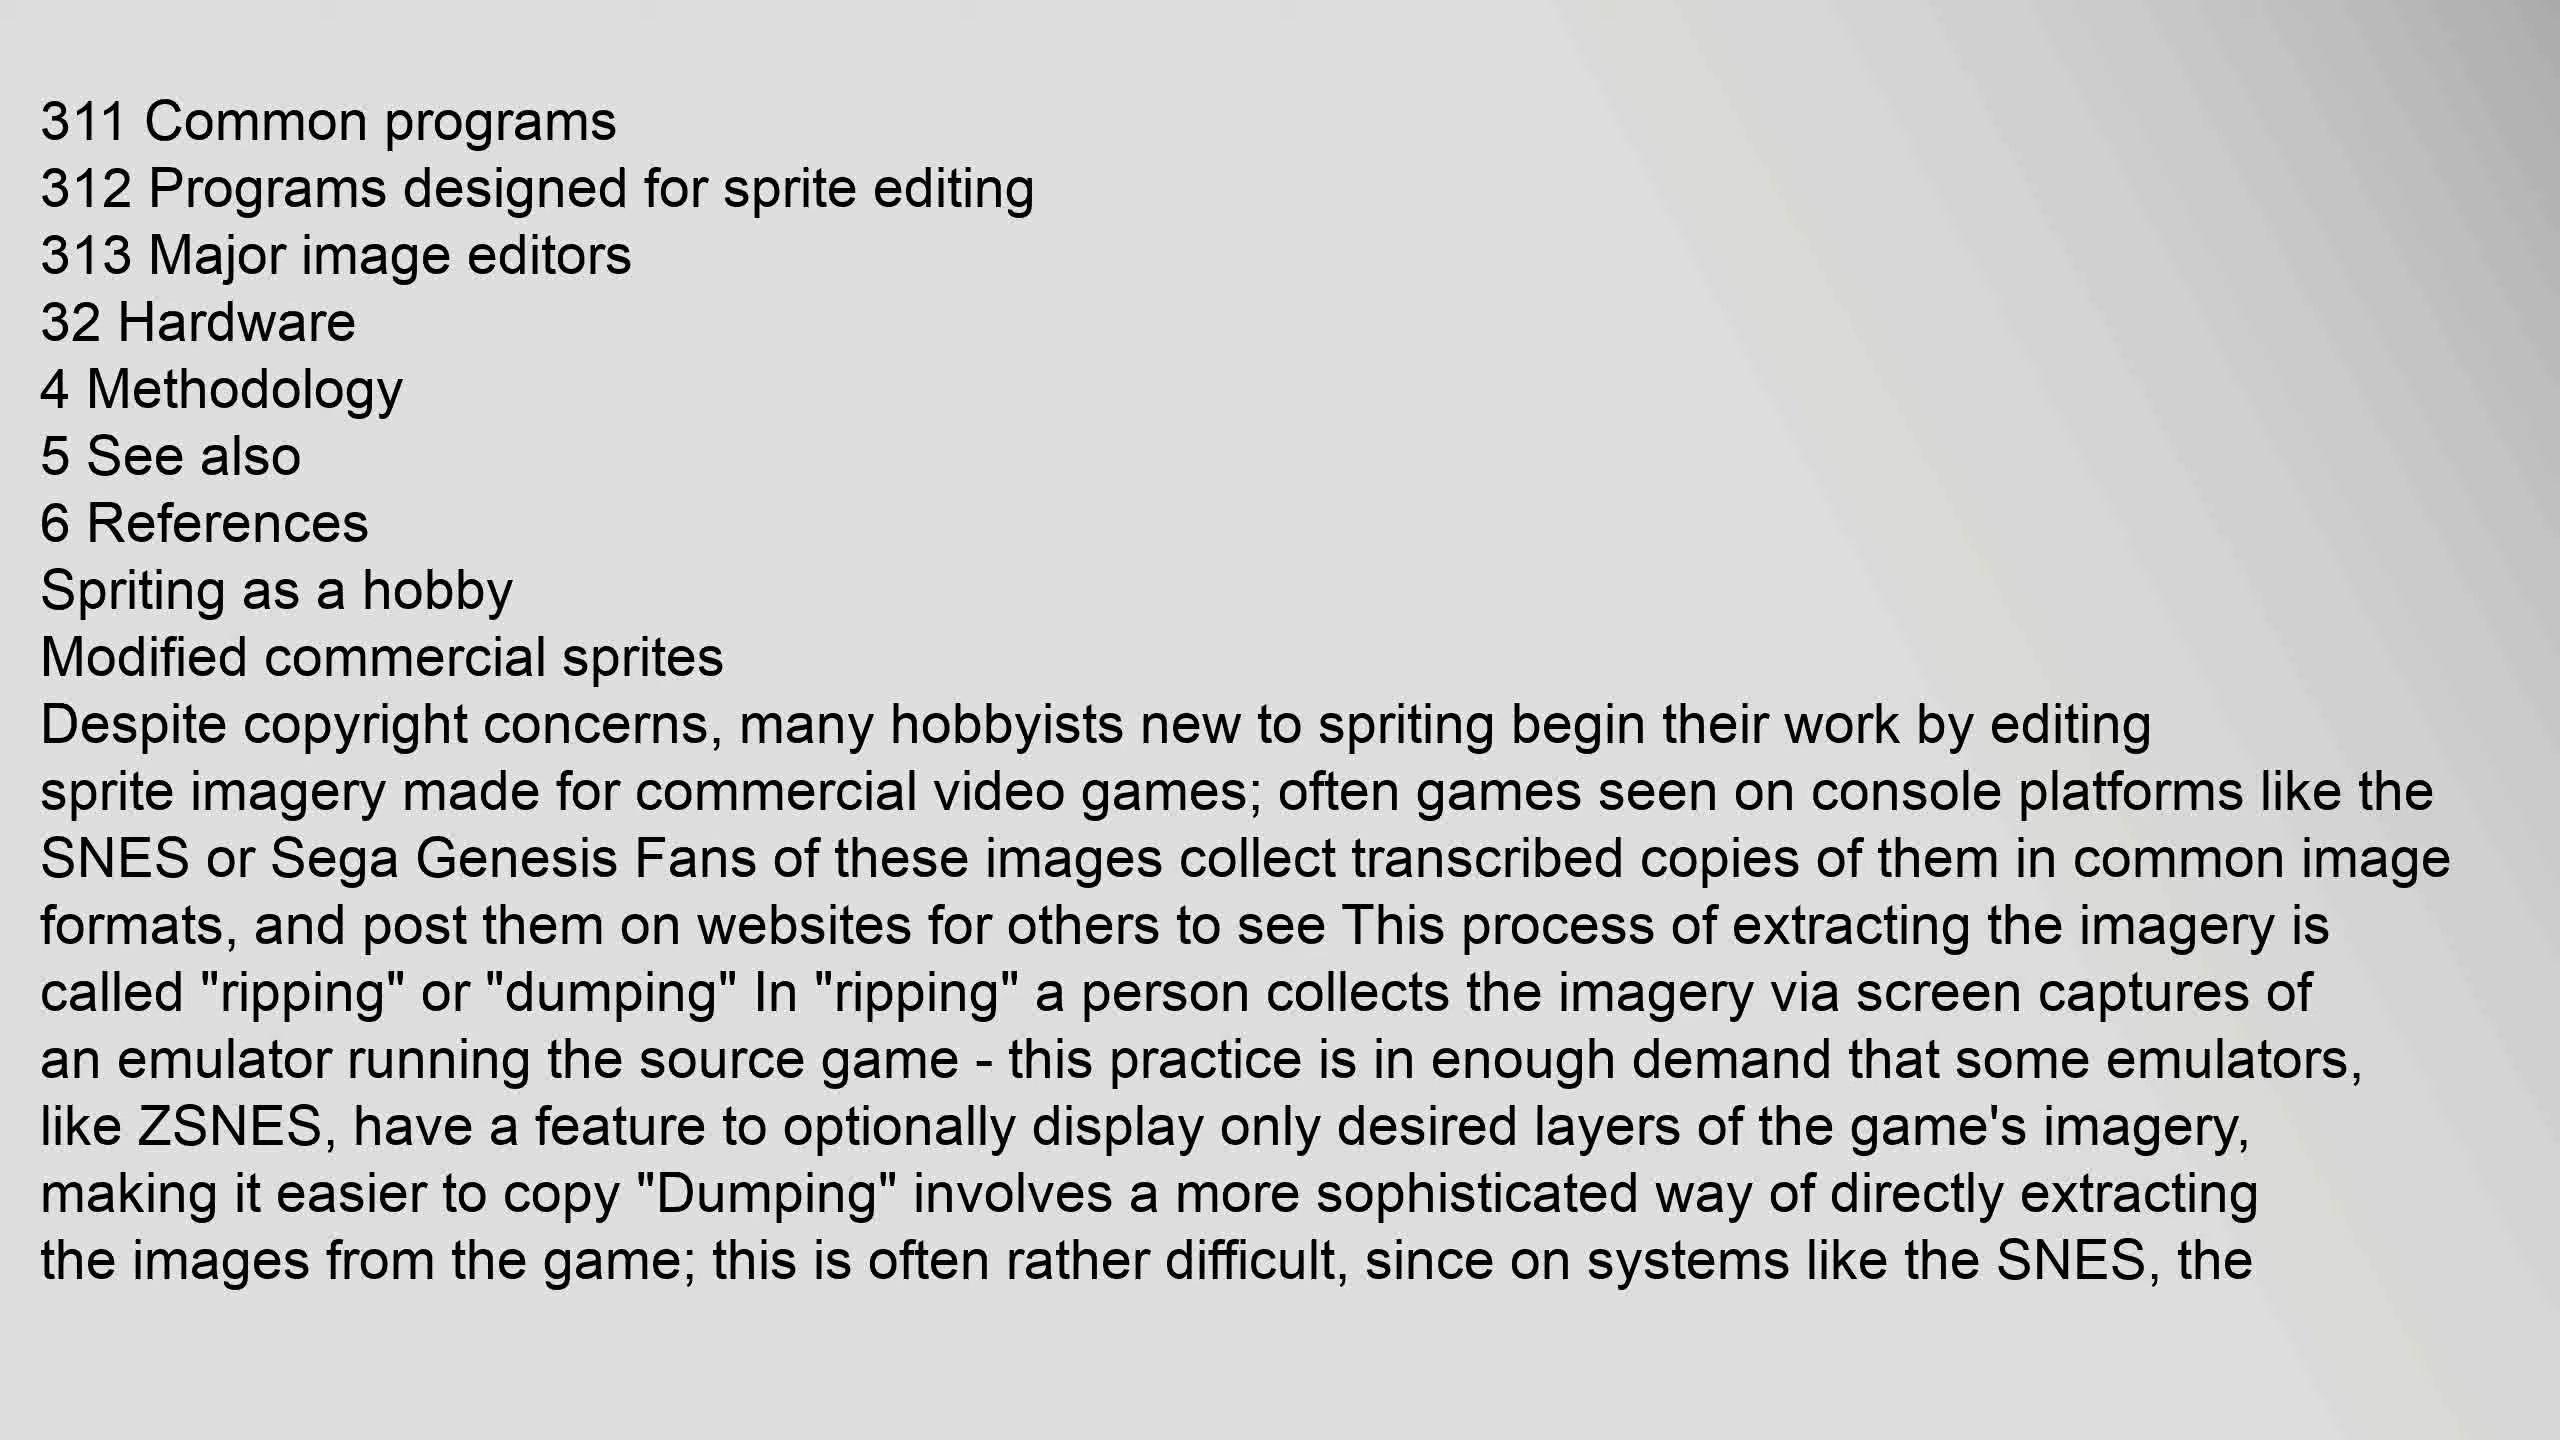 311 Common programs
312 Programs designed for sprite editing
313 Major image editors
32 Hardware
4 Methodology
5 See also
6 References
Spriting as a hobby
Modified commercial sprites
Despite copyright concerns, many hobbyists new to spriting begin their work by editing
sprite imagery made for commercial video games; often games seen on console platforms like the
SNES or Sega Genesis Fans of these images collect transcribed copies of them in common image
formats, and post them on websites for others to see This process of extracting the imagery is
called "ripping" or "dumping" In "ripping" a person collects the imagery via screen captures of
an emulator running the source game - this practice is in enough demand that some emulators,
like ZSNES, have a feature to optionally display only desired layers of the game's imagery,
making it easier to copy "Dumping" involves a more sophisticated way of directly extracting
the images from the game; this is often rather difficult, since on systems like the SNES, the